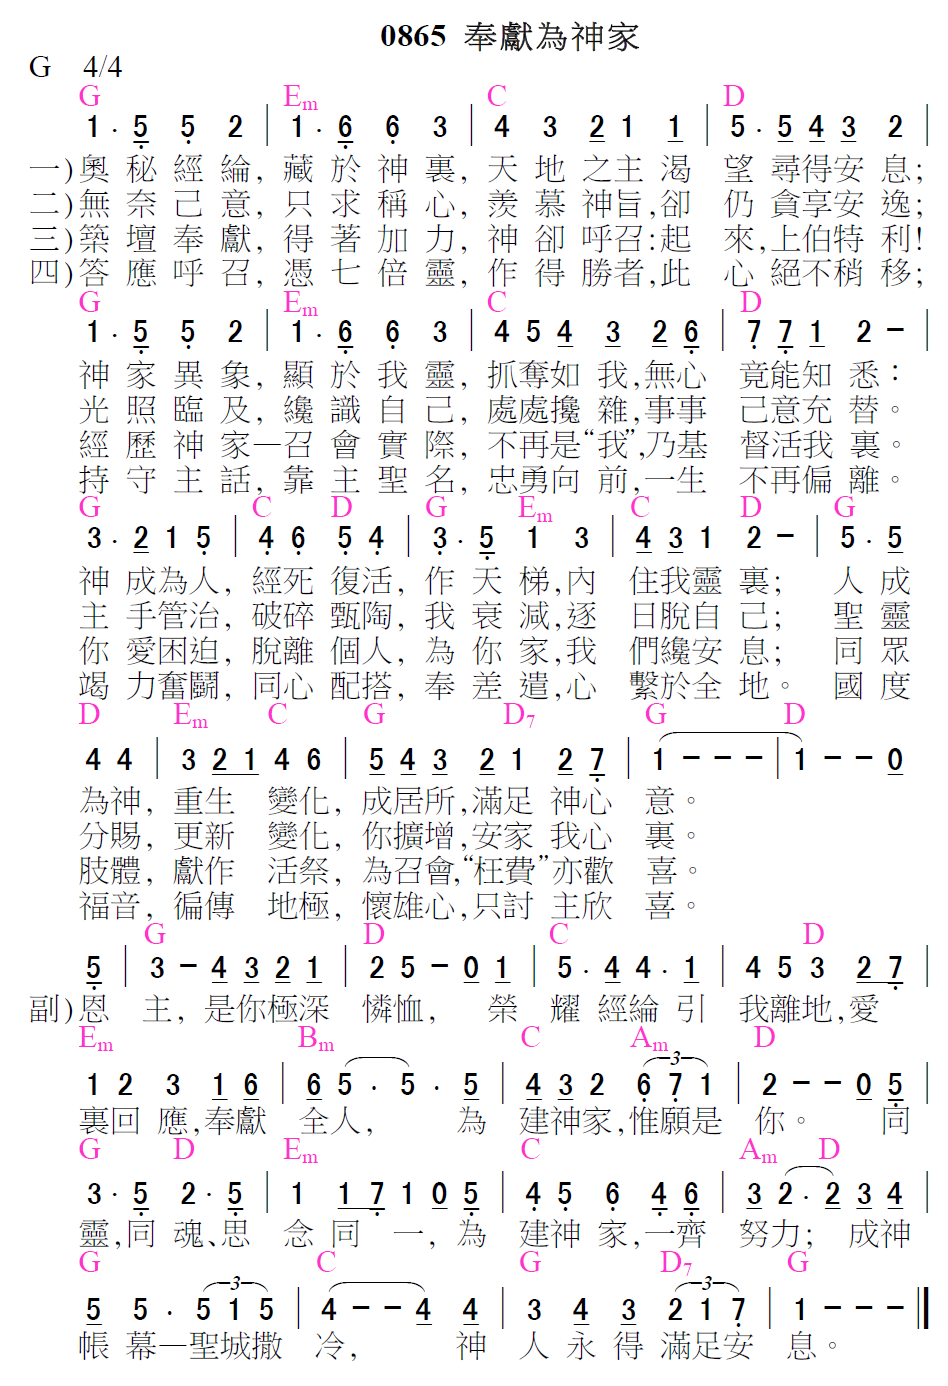 0865 奉獻為神家
G 4/4
G Em C D
1 · 5 5 2 | 1 · 6 6 3 | 4 3 2 1 1 | 5 · 5 4 3 2 |
一)奧秘經綸,藏於神裏,天地之主渴望尋得安息;
二)無奈己意,只求稱心,羨慕神旨,卻仍貪享安逸;
三)築壇奉獻,得著加力,神卻呼召:起來,上伯特利!
四)答應呼召,憑七倍靈,作得勝者,此心絕不稍移;
G Em C D
1 · 5 5 2 | 1 · 6 6 3 | 4 5 4 3 2 6 | 7 7 1 2 – |
神家異象,顯於我靈,抓奪如我,無心竟能知悉：
光照臨及,纔識自己,處處攙雜,事事己意充替。
經歷神家—召會實際,不再是“我”,乃基督活我裏。
持守主話,靠主聖名,忠勇向前,一生不再偏離。
G C D G Em C D G
3 · 2 1 5 | 4 6 5 4 | 3 · 5 1 3 | 4 3 1 2 – | 5 · 5
神成為人,經死復活,作天梯,內住我靈裏;人成
主手管治,破碎甄陶,我衰減,逐日脫自己;聖靈
你愛困迫,脫離個人,為你家,我們纔安息;同眾
竭力奮鬭,同心配搭,奉差遣,心繫於全地。國度
D Em C G D7 G D
4 4 | 3 2 1 4 6 | 5 4 3 2 1 2 7 | 1 – – – | 1 – – 0
為神,重生變化,成居所,滿足神心意。
分賜,更新變化,你擴增,安家我心裏。
肢體,獻作活祭,為召會,“枉費”亦歡喜。
福音,徧傳地極,懷雄心,只討主欣喜。
G D C D
5 | 3 – 4 3 2 1 | 2 5 – 0 1 | 5 · 4 4 · 1 | 4 5 3 2 7 |
副)恩主,是你極深憐恤,榮耀經綸引我離地,愛
Em Bm C Am D
1 2 3 1 6 | 6 5 · 5 · 5 | 4 3 2 6 7 1 -3- | 2 – – 0 5 |
裏回應,奉獻全人,為建神家,惟願是你。同
G D Em C Am D
3 · 5 2 · 5 | 1 1 7 1 0 5 | 4 5 6 4 6 | 3 2 · 2 3 4 |
靈,同魂、思念同一,為建神家,一齊努力;成神
G C G D7 G
5 5 · 5 1 5 -3- | 4 – – 4 4 | 3 4 3 2 1 7 -3- | 1 – – – ‖
帳幕—聖城撒冷,神人永得滿足安息。